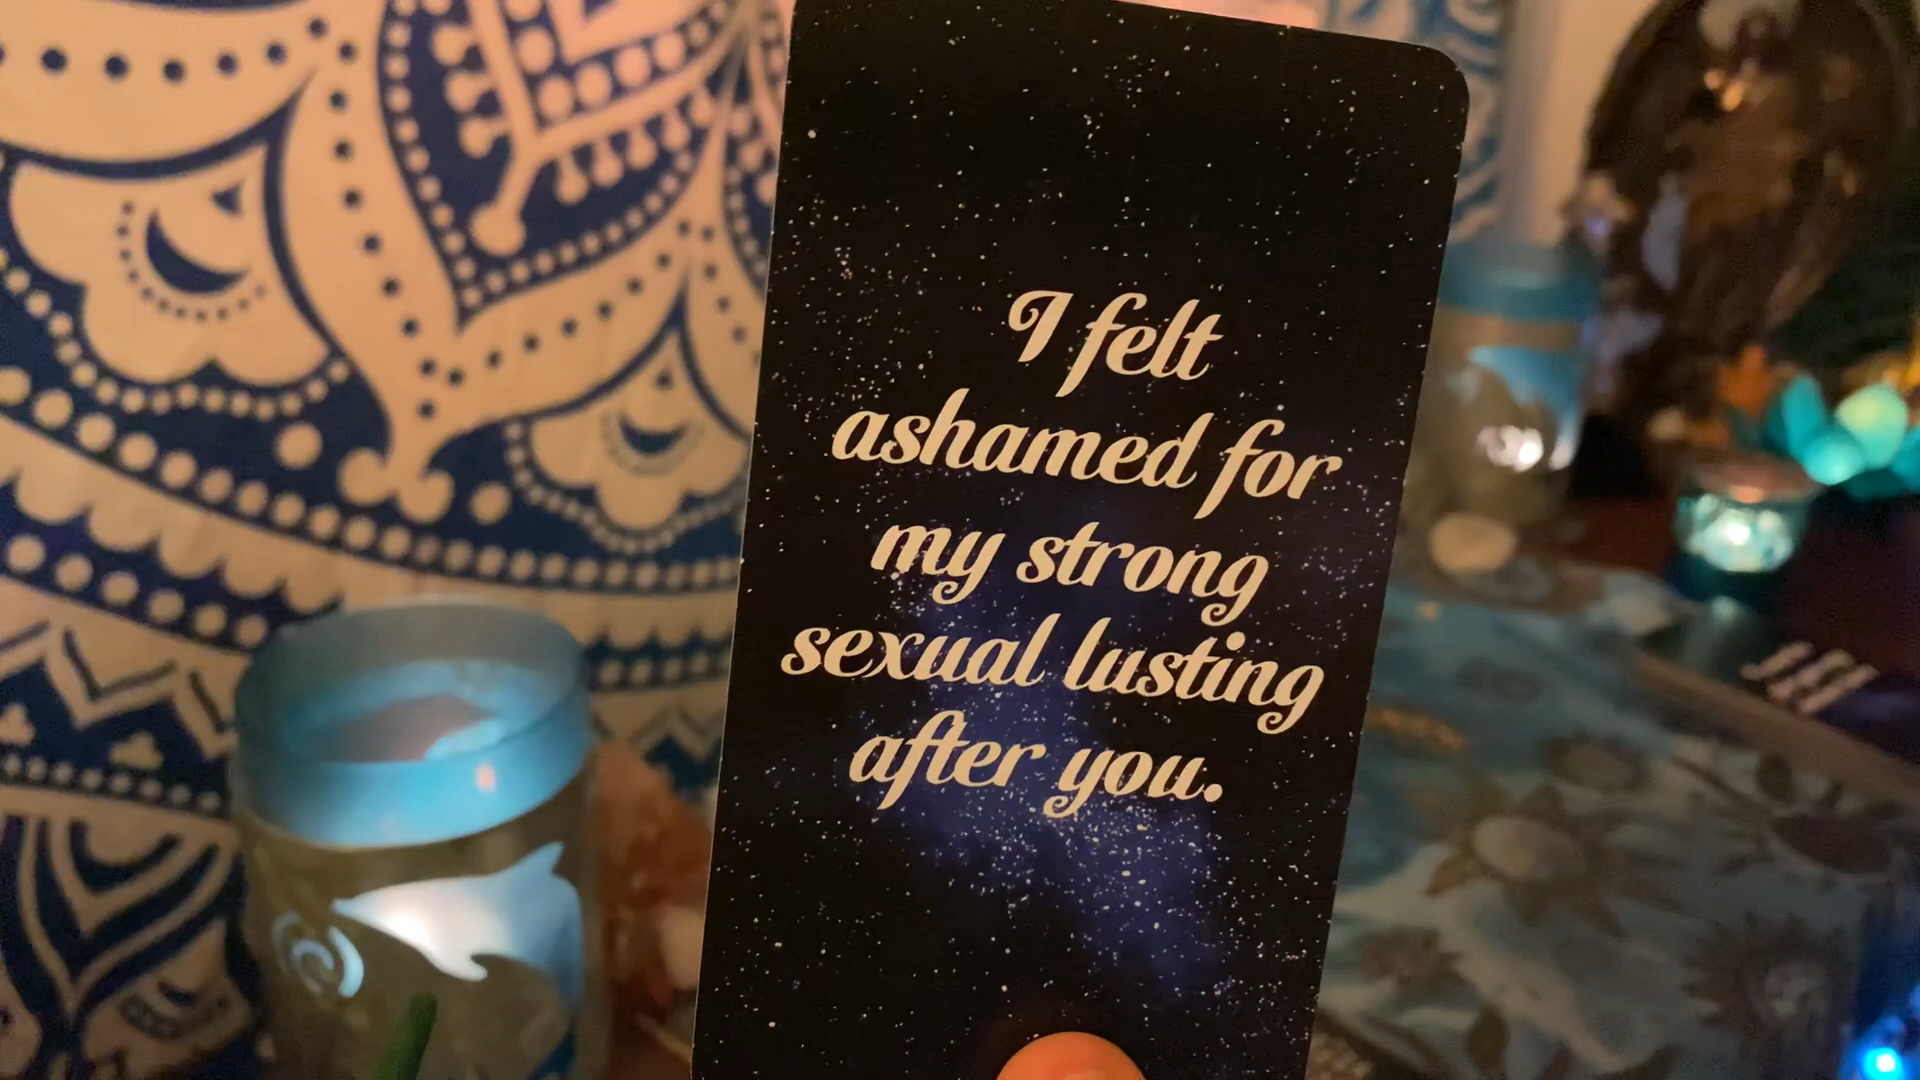 I felt
ashamed for
my strong
sexual lusting
after you.